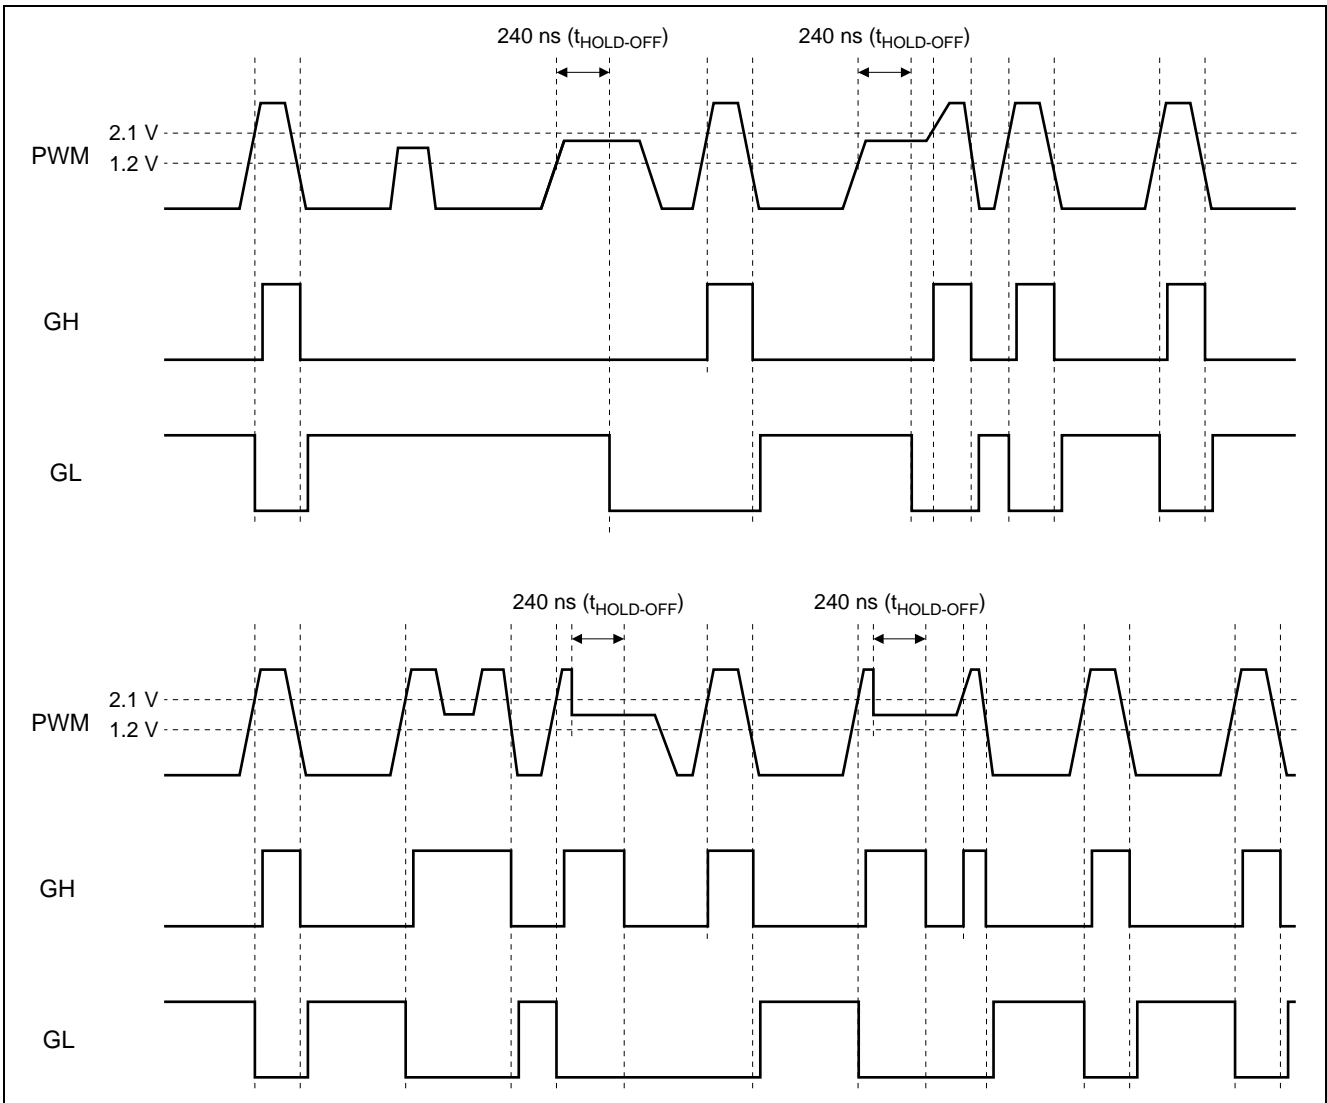 240 ns (tHOLD-OFF) 240 ns (tHOLD-OFF)
2.1 V
PWM
1.2 V
GH
GL
240 ns (tHOLD-OFF) 240 ns (tHOLD-OFF)
2.1 V
PWM
1.2 V
GH
GL